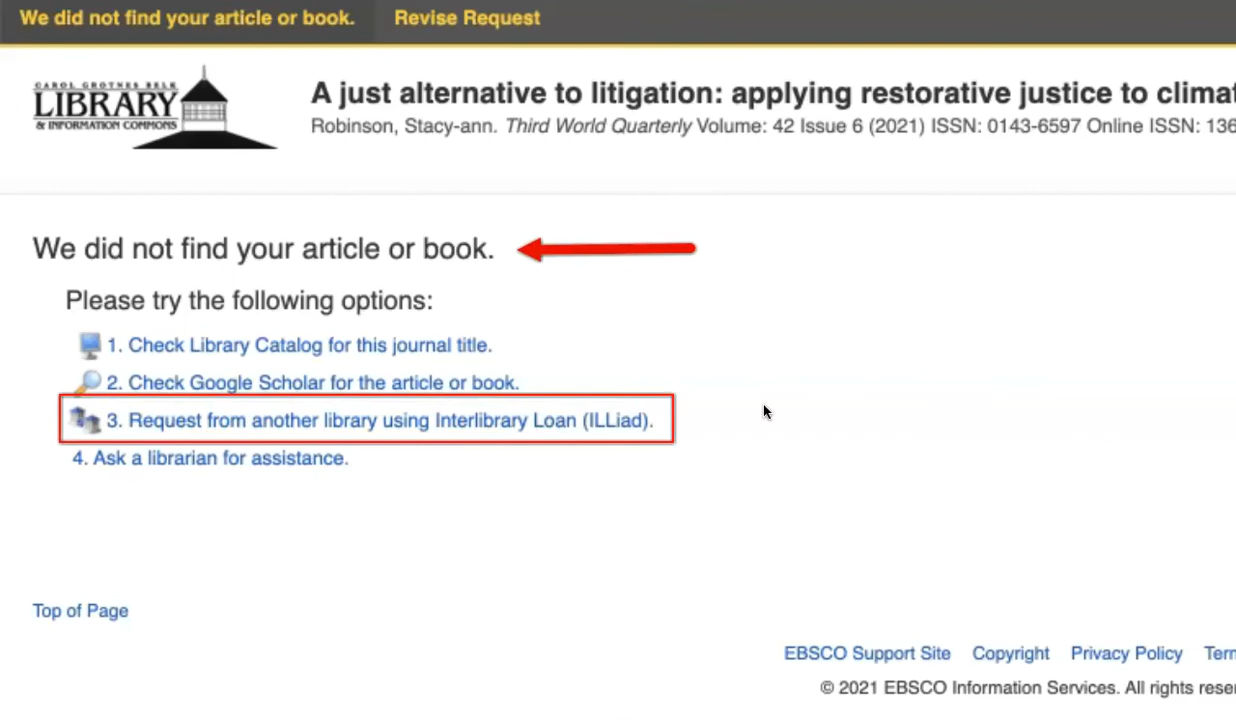 We did not find your article or book. Revise Request
CAROL GROTNES BELK
LIBRARY
& INFORMATION COMMONS
A just alternative to litigation: applying restorative justice to climat
Robinson, Stacy-ann. Third World Quarterly Volume: 42 Issue 6 (2021) ISSN: 0143-6597 Online ISSN: 136
We did not find your article or book.
Please try the following options:
1. Check Library Catalog for this journal title.
2. Check Google Scholar for the article or book.
3. Request from another library using Interlibrary Loan (ILLiad).
4. Ask a librarian for assistance.
Top of Page
EBSCO Support Site Copyright Privacy Policy Tern
© 2021 EBSCO Information Services. All rights reser